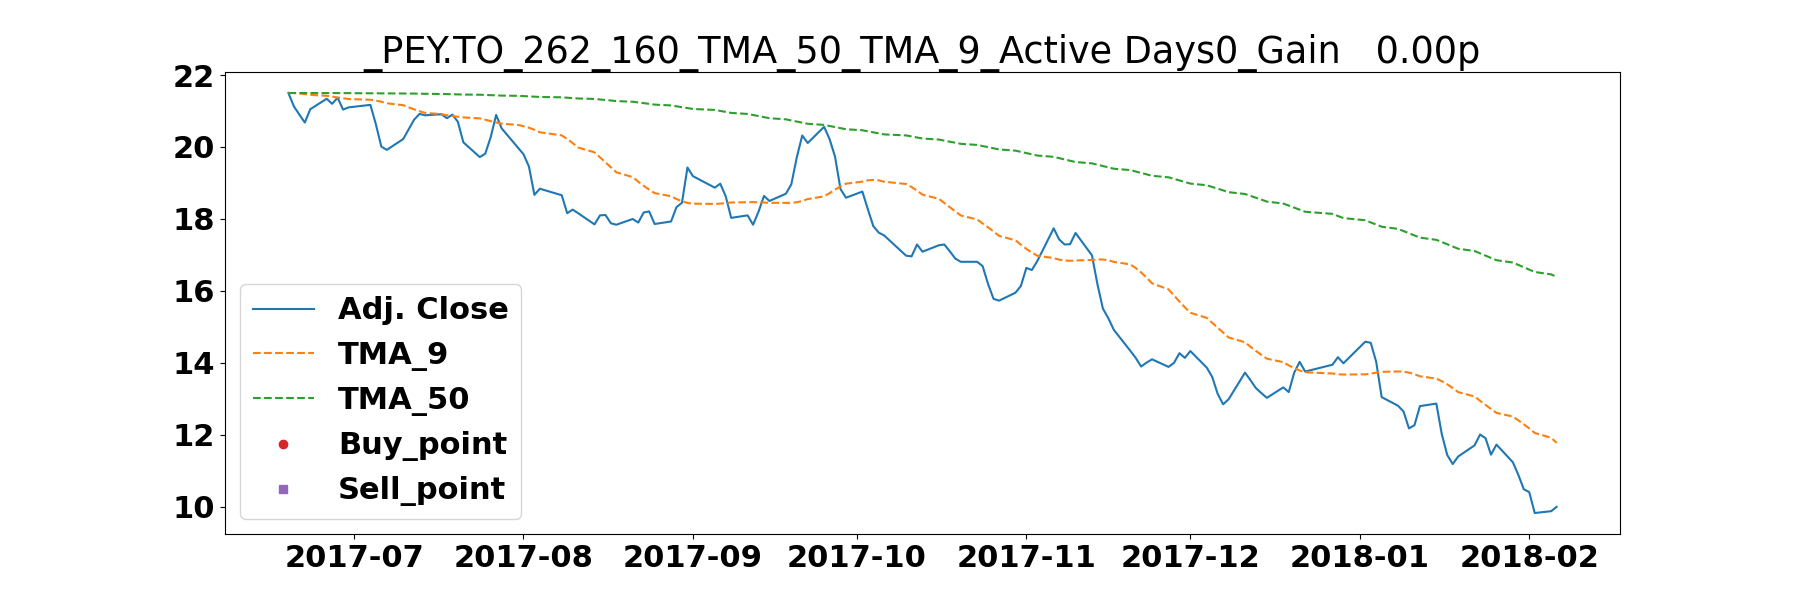 _PEY.TO_262_160_TMA_50_TMA_9_Active Days0_Gain   0.00p
22
20
18
16
14
12
10
Adj. Close
TMA_9
TMA_50
Buy_point
Sell_point
2017-07 2017-08 2017-09 2017-10 2017-11 2017-12 2018-01 2018-02